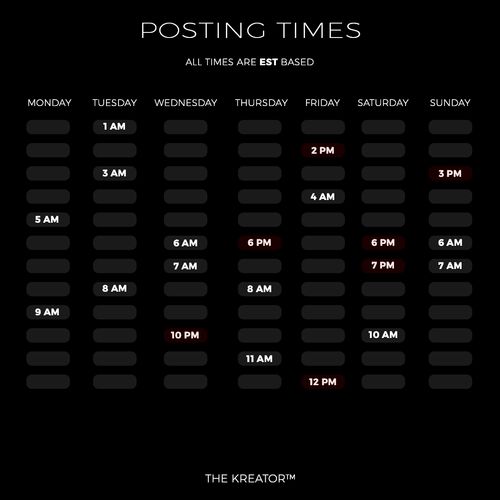 POSTING TIMES
ALL TIMES ARE EST BASED
MONDAY TUESDAY WEDNESDAY THURSDAY FRIDAY SATURDAY SUNDAY
1 AM
2 PM
3 AM 3 PM
4 AM
5 AM
6 AM 6 PM 6 PM 6 AM
7 AM 7 PM 7 AM
8 AM 8 AM
9 AM
10 PM 10 AM
11 AM
12 PM
THE KREATOR™